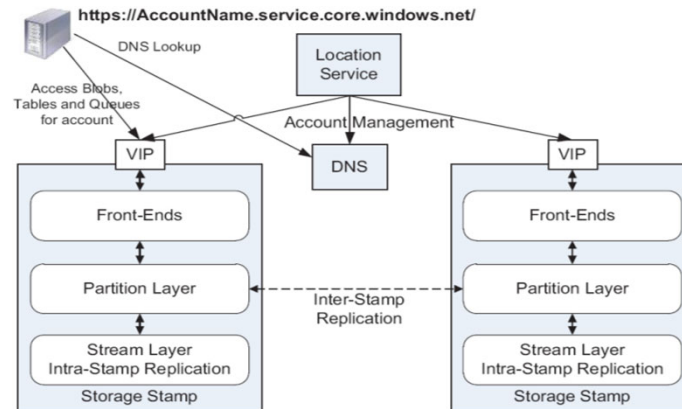 https://AccountName.service.core.windows.net/
DNS Lookup
Access Blobs,
Tables and Queues
for account
Location
Service
Account Management
VIP
DNS
VIP
Front-Ends
Front-Ends
Partition Layer
Inter-Stamp
Replication
Partition Layer
Stream Layer
Intra-Stamp Replication
Stream Layer
Intra-Stamp Replication
Storage Stamp
Storage Stamp